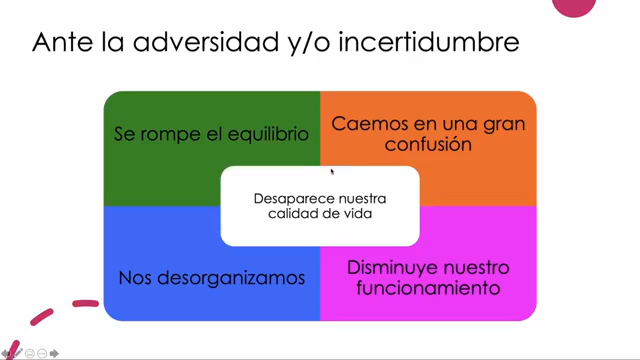 Ante la adversidad y/o incertidumbre
Se rompe el equilibrio
Caemos en una gran
confusión
Desaparece nuestra
calidad de vida
Nos desorganizamos
Disminuye nuestro
funcionamiento